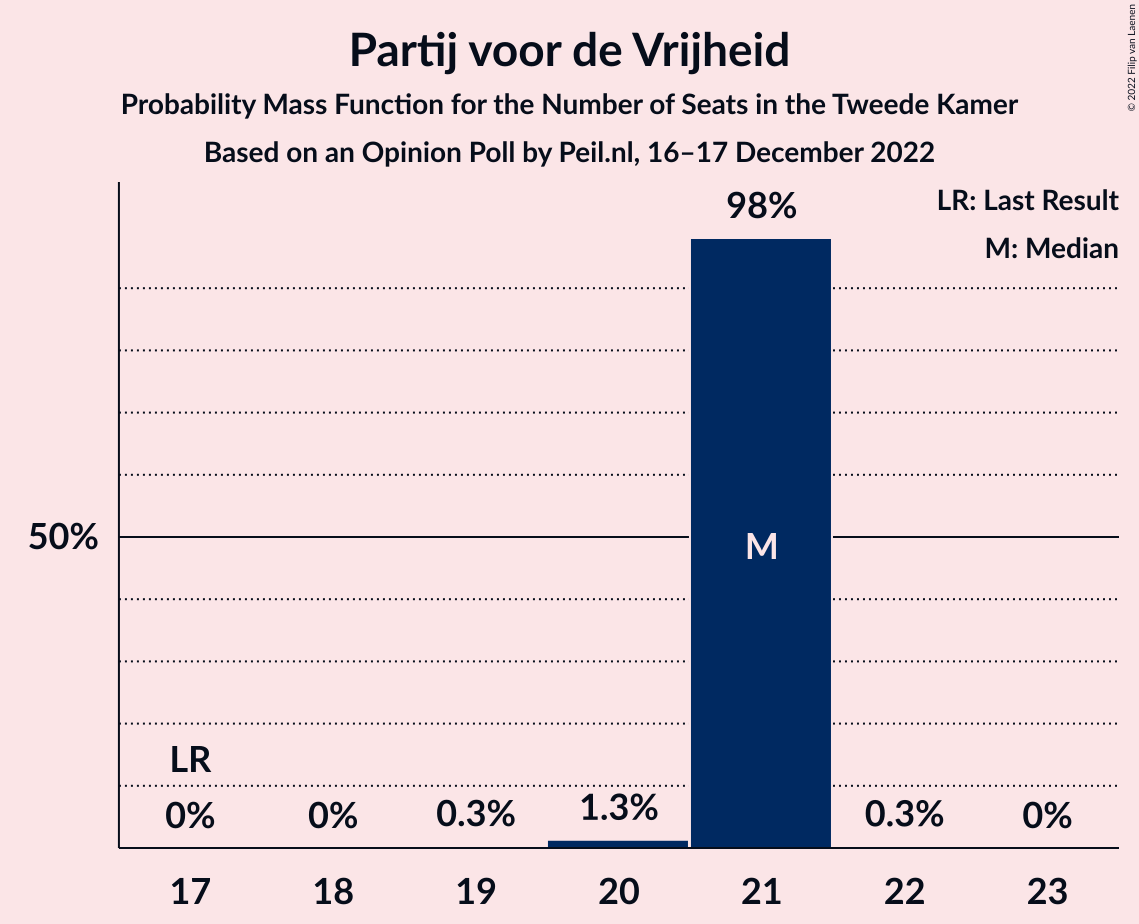 Partij voor de Vrijheid
Probability Mass Function for the Number of Seats in the Tweede Kamer
Based on an Opinion Poll by Peil.nl, 16–17 December 2022
© 2022 Filip van Laenen
LR: Last Result
M: Median
98%
50%
M
LR
0%
0%
0.3%
1.3%
0.3%
0%
17
18
19
20
21
22
23